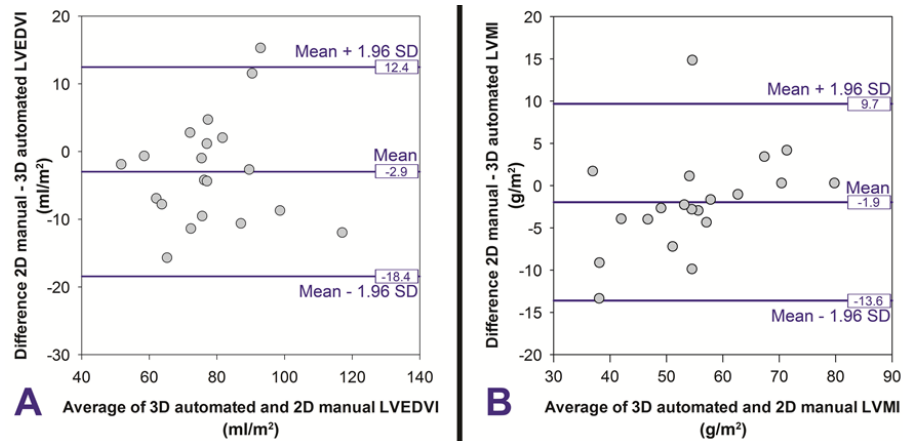 20
10
0
-10
-20
-30
40
60
80
100
120
140
Difference 2D manual - 3D automated LVEDVI
(ml/m²)
Mean + 1.96 SD
12.4
Mean
-2.9
-18.4
Mean - 1.96 SD
A
Average of 3D automated and 2D manual LVEDVI
(ml/m²)
20
15
10
5
0
-5
-10
-15
-20
30
40
50
60
70
80
90
Difference 2D manual - 3D automated LVMI
(g/m²)
Mean + 1.96 SD
9.7
Mean
-1.9
-13.6
Mean - 1.96 SD
B
Average of 3D automated and 2D manual LVMI
(g/m²)